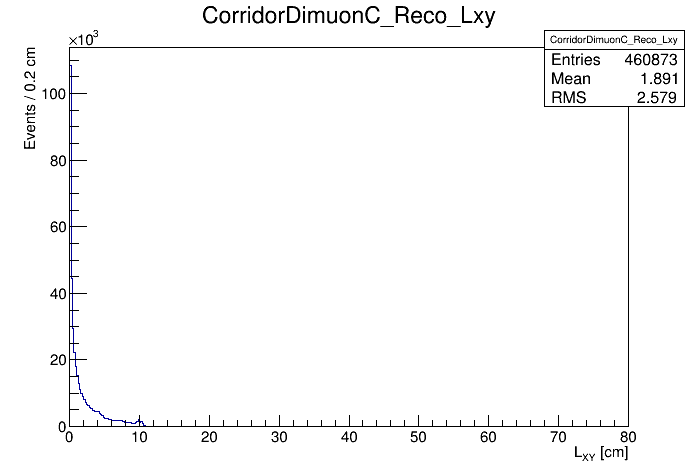 CorridorDimuonC_Reco_Lxy
×10³
CorridorDimuonC_Reco_Lxy
Entries 460873
Mean 1.891
RMS 2.579
Events / 0.2 cm
100
80
60
40
20
0
0 10 20 30 40 50 60 70 80
L_XY [cm]